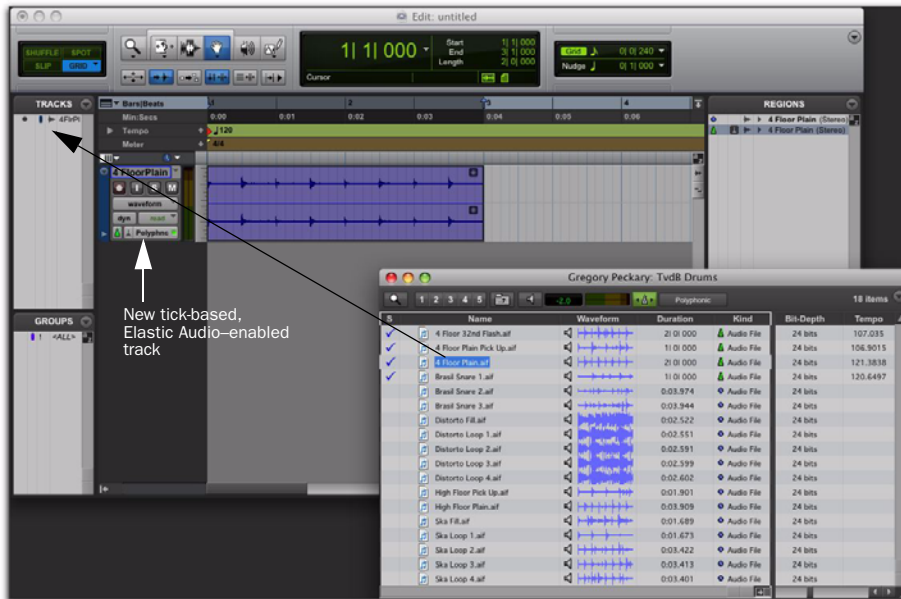 Edit: untitled
SHUFFLE SPOT
SLIP GRID
1| 1| 000
Start 1| 1| 000
End 3| 1| 000
Length 2| 0| 000
Cursor
Grid 0| 0| 240
Nudge 0| 1| 000
TRACKS
Bars|Beats 1 2 3 4
Min:Secs 0:00 0:01 0:02 0:03 0:04 0:05 0:06
Tempo 120
Meter 4/4
REGIONS
4 Floor Plain (Stereo
4 Floor Plain (Stereo)
4FlrPl
4 FloorPlain
I S M
waveform
dyn read
Polyphnc
New tick-based,
Elastic Audio–enabled
track
GROUPS
! <ALL>
Gregory Peckary: TvdB Drums
1 2 3 4 5 -2.0 Polyphonic 18 items
S Name Waveform Duration Kind Bit-Depth Tempo
4 Floor 32nd Flash.aif 2| 0| 000 Audio File 24 bits 107.035
4 Floor Plain Pick Up.aif 1| 0| 000 Audio File 24 bits 106.9015
4 Floor Plain.aif 2| 0| 000 Audio File 24 bits 121.3838
Brasil Snare 1.aif 1| 0| 000 Audio File 24 bits 120.6497
Brasil Snare 2.aif 0:03.974 Audio File 24 bits
Brasil Snare 3.aif 0:03.944 Audio File 24 bits
Distorto Fill.aif 0:02.522 Audio File 24 bits
Distorto Loop 1.aif 0:02.551 Audio File 24 bits
Distorto Loop 2.aif 0:02.591 Audio File 24 bits
Distorto Loop 3.aif 0:02.599 Audio File 24 bits
Distorto Loop 4.aif 0:02.602 Audio File 24 bits
High Floor Pick Up.aif 0:01.901 Audio File 24 bits
High Floor Plain.aif 0:03.909 Audio File 24 bits
Ska Fill.aif 0:01.689 Audio File 24 bits
Ska Loop 1.aif 0:01.673 Audio File 24 bits
Ska Loop 2.aif 0:03.422 Audio File 24 bits
Ska Loop 3.aif 0:03.413 Audio File 24 bits
Ska Loop 4.aif 0:03.401 Audio File 24 bits